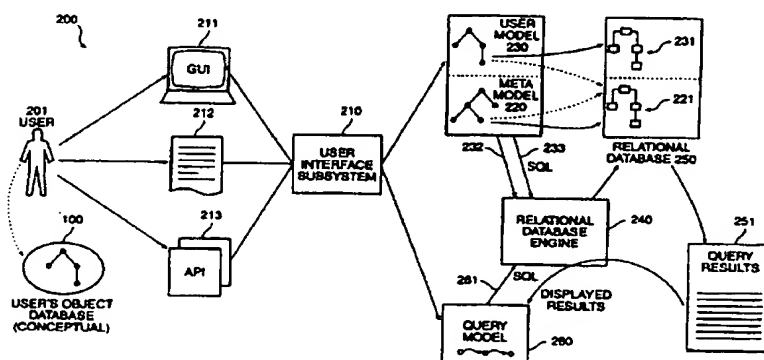 200
211
GUI
201
USER
212
213
API
100
USER'S OBJECT
DATABASE
(CONCEPTUAL)
210
USER
INTERFACE
SUBSYSTEM
USER
MODEL
230
META
MODEL
220
231
221
RELATIONAL
DATABASE 250
232
233
SQL
RELATIONAL
DATABASE
ENGINE
240
261
SQL
DISPLAYED
RESULTS
QUERY
MODEL
260
251
QUERY
RESULTS